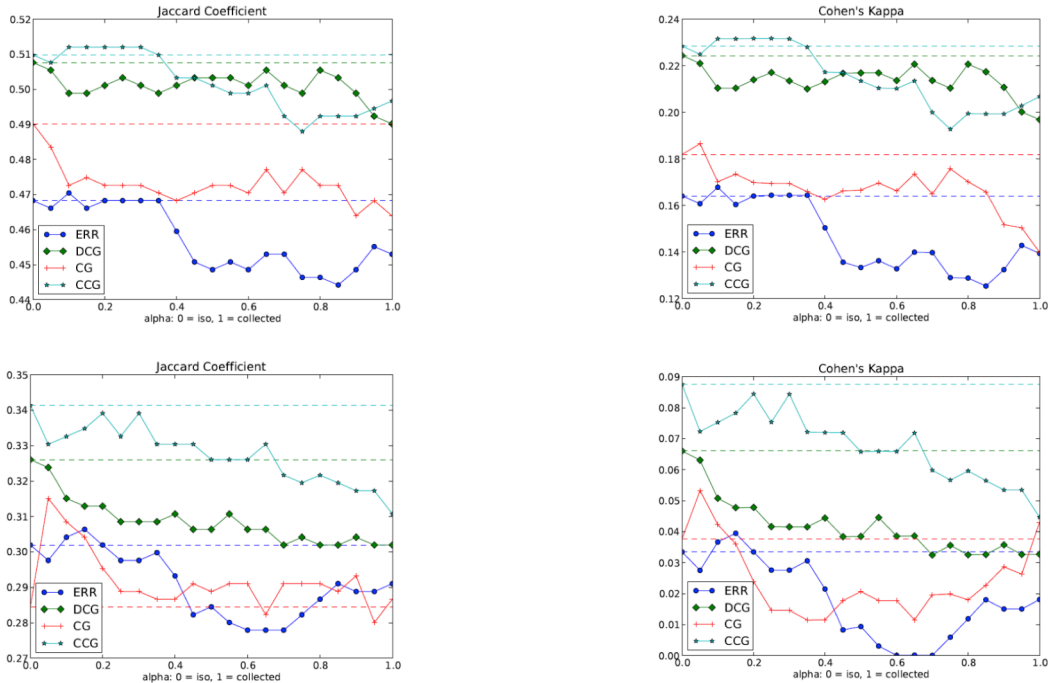 Jaccard Coefficient
0.52
0.51
0.50
0.49
0.48
0.47
0.46
0.45
0.44
ERR
DCG
CG
CCG
0.0 0.2 0.4 0.6 0.8 1.0
alpha: 0 = iso, 1 = collected
Cohen's Kappa
0.24
0.22
0.20
0.18
0.16
0.14
0.12
ERR
DCG
CG
CCG
0.0 0.2 0.4 0.6 0.8 1.0
alpha: 0 = iso, 1 = collected
Jaccard Coefficient
0.35
0.34
0.33
0.32
0.31
0.30
0.29
0.28
0.27
ERR
DCG
CG
CCG
0.0 0.2 0.4 0.6 0.8 1.0
alpha: 0 = iso, 1 = collected
Cohen's Kappa
0.09
0.08
0.07
0.06
0.05
0.04
0.03
0.02
0.01
0.00
ERR
DCG
CG
CCG
0.0 0.2 0.4 0.6 0.8 1.0
alpha: 0 = iso, 1 = collected